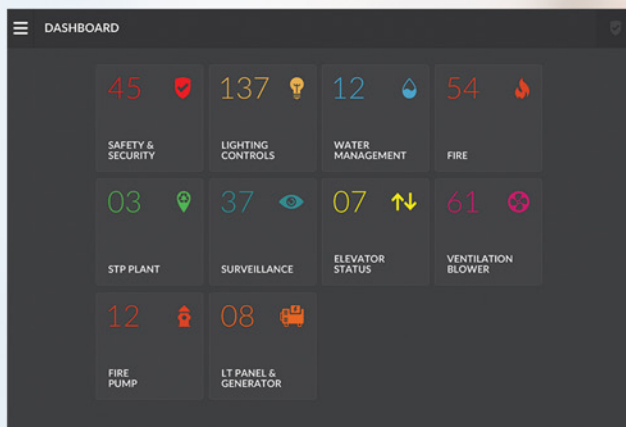 DASHBOARD
45
SAFETY &
SECURITY
137
LIGHTING
CONTROLS
12
WATER
MANAGEMENT
54
FIRE
03
STP PLANT
37
SURVEILLANCE
07
ELEVATOR
STATUS
61
VENTILATION
BLOWER
12
FIRE
PUMP
08
LT PANEL &
GENERATOR